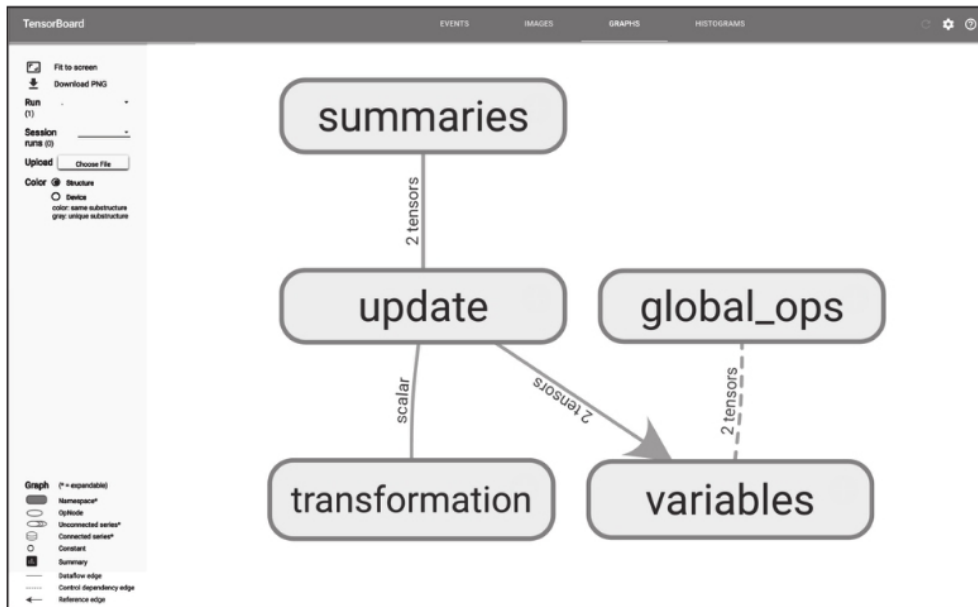 TensorBoard EVENTS IMAGES GRAPHS HISTOGRAMS
Fit to screen
Download PNG
Run .
(1)
Session
runs (0)
Upload Choose File
Color Structure
Device
color: same substructure
gray: unique substructure
summaries
2 tensors
update
global_ops
scalar
2 tensors
2 tensors
transformation
variables
Graph (* = expandable)
Namespace*
OpNode
Unconnected series*
Connected series*
Constant
Summary
Dataflow edge
Control dependency edge
Reference edge